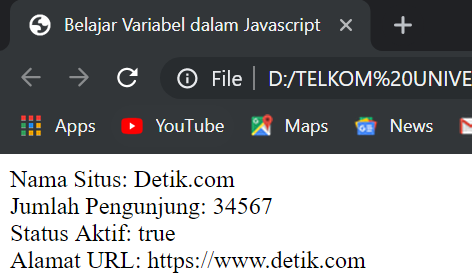 Belajar Variabel dalam Javascript
File | D:/TELKOM%20UNIVE
Apps YouTube Maps News
Nama Situs: Detik.com
Jumlah Pengunjung: 34567
Status Aktif: true
Alamat URL: https://www.detik.com